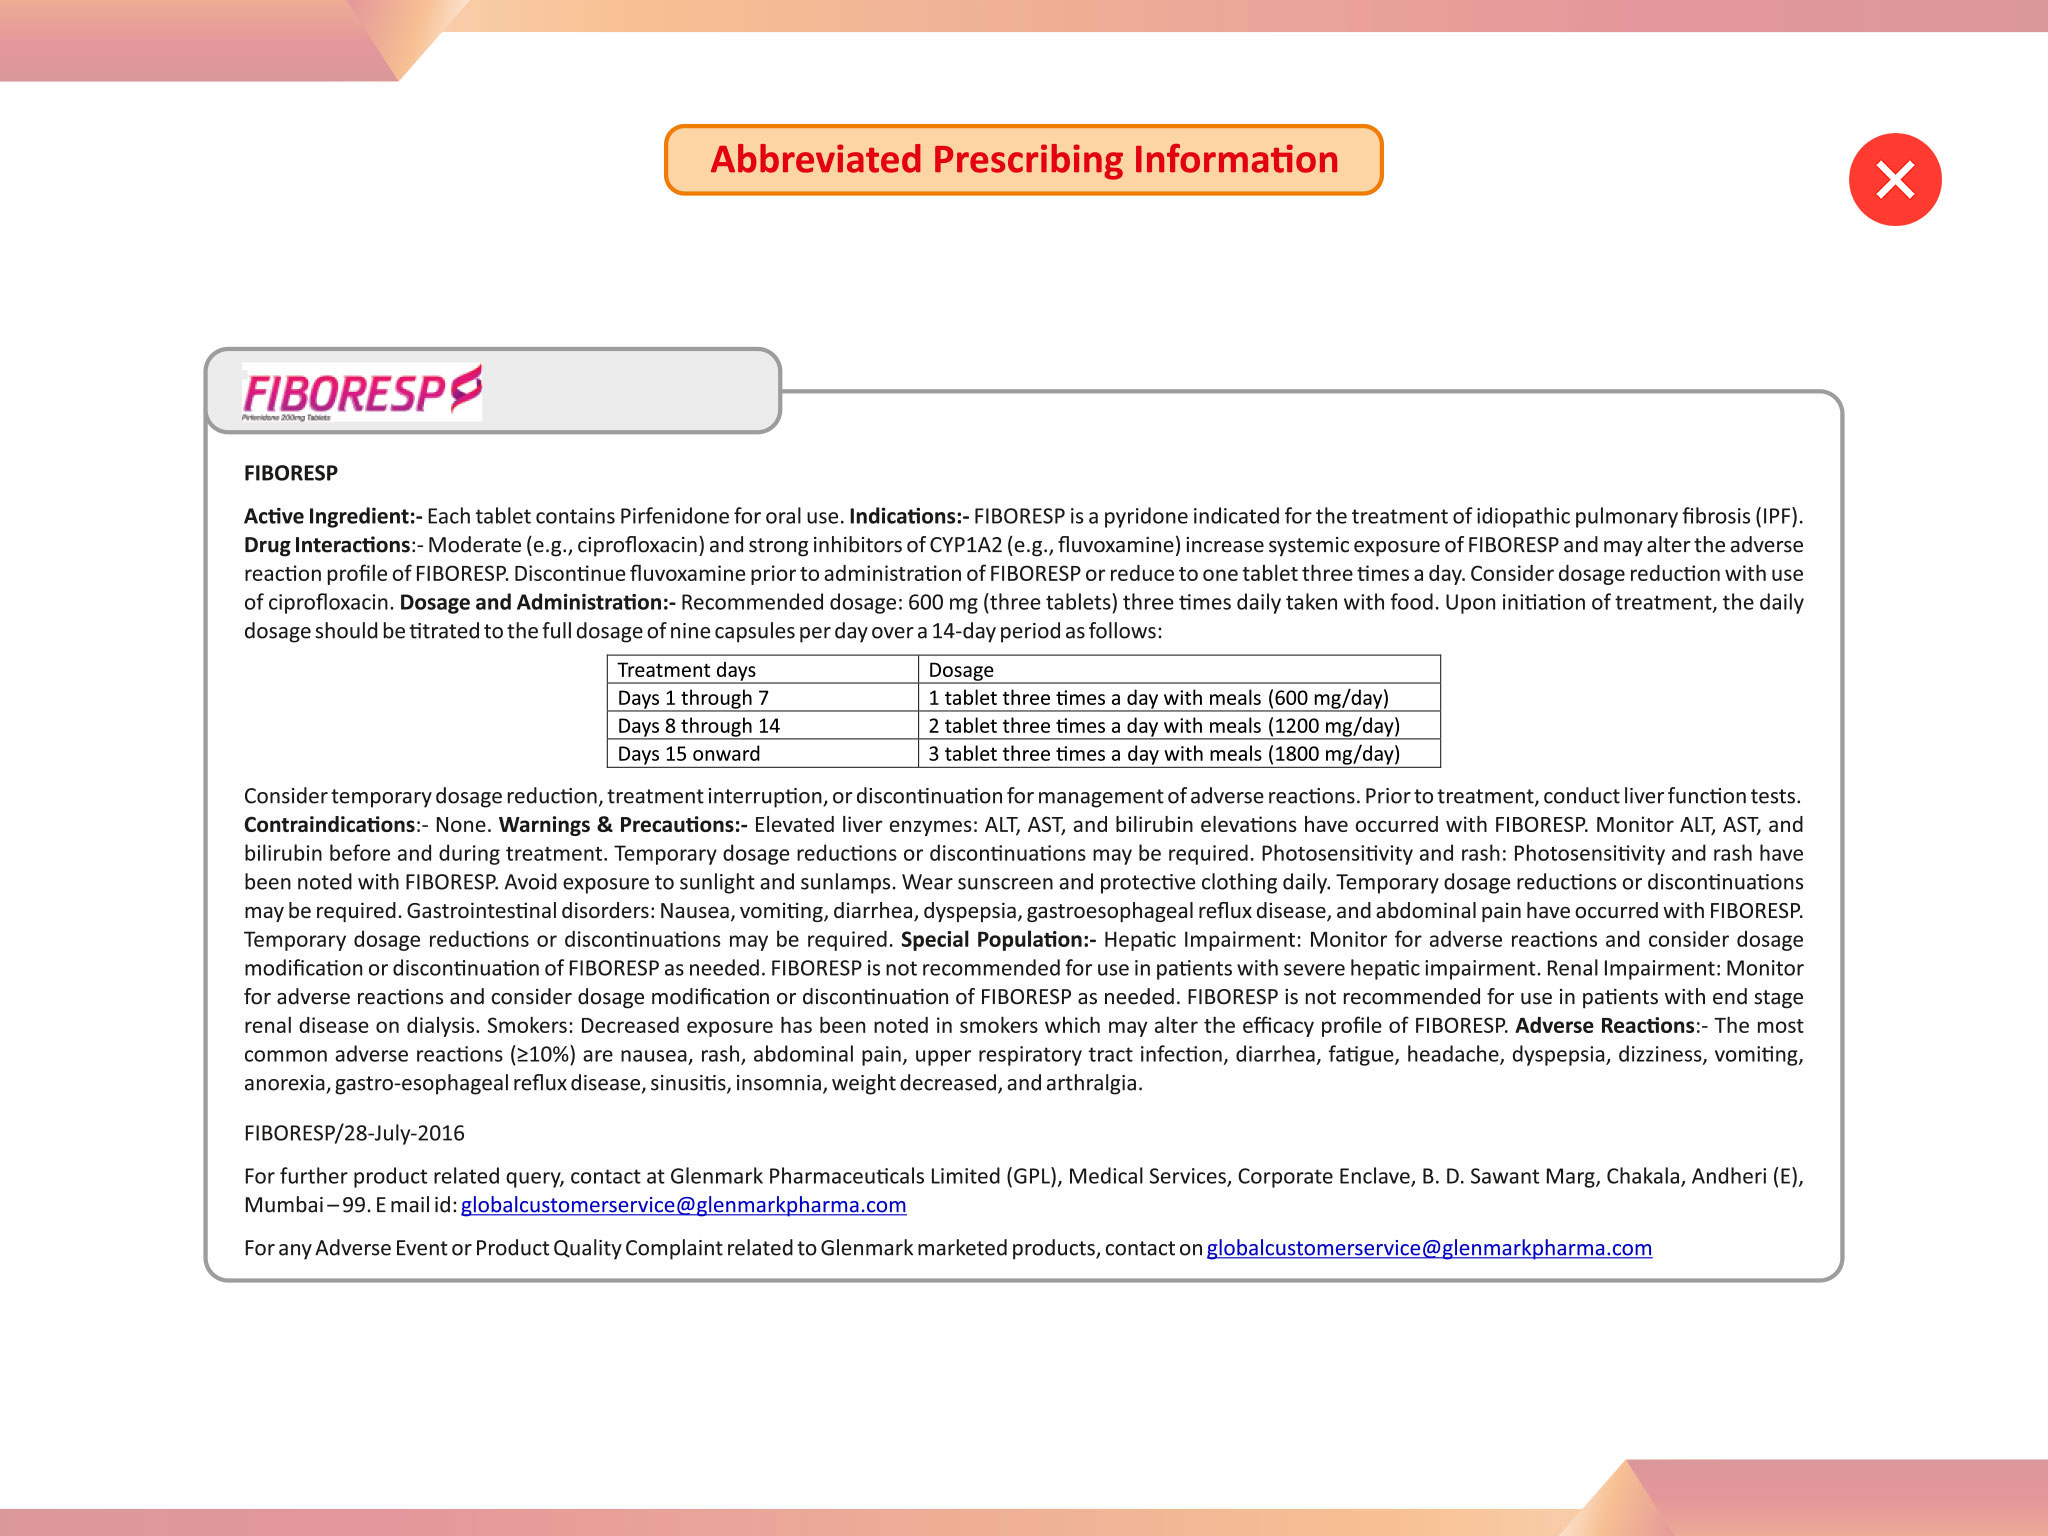 Abbreviated Prescribing Information
FIBORESP
Pirfenidone 200mg Tablets
FIBORESP
Active Ingredient:- Each tablet contains Pirfenidone for oral use. Indications:- FIBORESP is a pyridone indicated for the treatment of idiopathic pulmonary fibrosis (IPF).
Drug Interactions:- Moderate (e.g., ciprofloxacin) and strong inhibitors of CYP1A2 (e.g., fluvoxamine) increase systemic exposure of FIBORESP and may alter the adverse
reaction profile of FIBORESP. Discontinue fluvoxamine prior to administration of FIBORESP or reduce to one tablet three times a day. Consider dosage reduction with use
of ciprofloxacin. Dosage and Administration:- Recommended dosage: 600 mg (three tablets) three times daily taken with food. Upon initiation of treatment, the daily
dosage should be titrated to the full dosage of nine capsules per day over a 14-day period as follows:
Treatment days Dosage
Days 1 through 7 1 tablet three times a day with meals (600 mg/day)
Days 8 through 14 2 tablet three times a day with meals (1200 mg/day)
Days 15 onward 3 tablet three times a day with meals (1800 mg/day)
Consider temporary dosage reduction, treatment interruption, or discontinuation for management of adverse reactions. Prior to treatment, conduct liver function tests.
Contraindications:- None. Warnings & Precautions:- Elevated liver enzymes: ALT, AST, and bilirubin elevations have occurred with FIBORESP. Monitor ALT, AST, and
bilirubin before and during treatment. Temporary dosage reductions or discontinuations may be required. Photosensitivity and rash: Photosensitivity and rash have
been noted with FIBORESP. Avoid exposure to sunlight and sunlamps. Wear sunscreen and protective clothing daily. Temporary dosage reductions or discontinuations
may be required. Gastrointestinal disorders: Nausea, vomiting, diarrhea, dyspepsia, gastroesophageal reflux disease, and abdominal pain have occurred with FIBORESP.
Temporary dosage reductions or discontinuations may be required. Special Population:- Hepatic Impairment: Monitor for adverse reactions and consider dosage
modification or discontinuation of FIBORESP as needed. FIBORESP is not recommended for use in patients with severe hepatic impairment. Renal Impairment: Monitor
for adverse reactions and consider dosage modification or discontinuation of FIBORESP as needed. FIBORESP is not recommended for use in patients with end stage
renal disease on dialysis. Smokers: Decreased exposure has been noted in smokers which may alter the efficacy profile of FIBORESP. Adverse Reactions:- The most
common adverse reactions (≥10%) are nausea, rash, abdominal pain, upper respiratory tract infection, diarrhea, fatigue, headache, dyspepsia, dizziness, vomiting,
anorexia, gastro-esophageal reflux disease, sinusitis, insomnia, weight decreased, and arthralgia.
FIBORESP/28-July-2016
For further product related query, contact at Glenmark Pharmaceuticals Limited (GPL), Medical Services, Corporate Enclave, B. D. Sawant Marg, Chakala, Andheri (E),
Mumbai – 99. E mail id: globalcustomerservice@glenmarkpharma.com
For any Adverse Event or Product Quality Complaint related to Glenmark marketed products, contact on globalcustomerservice@glenmarkpharma.com